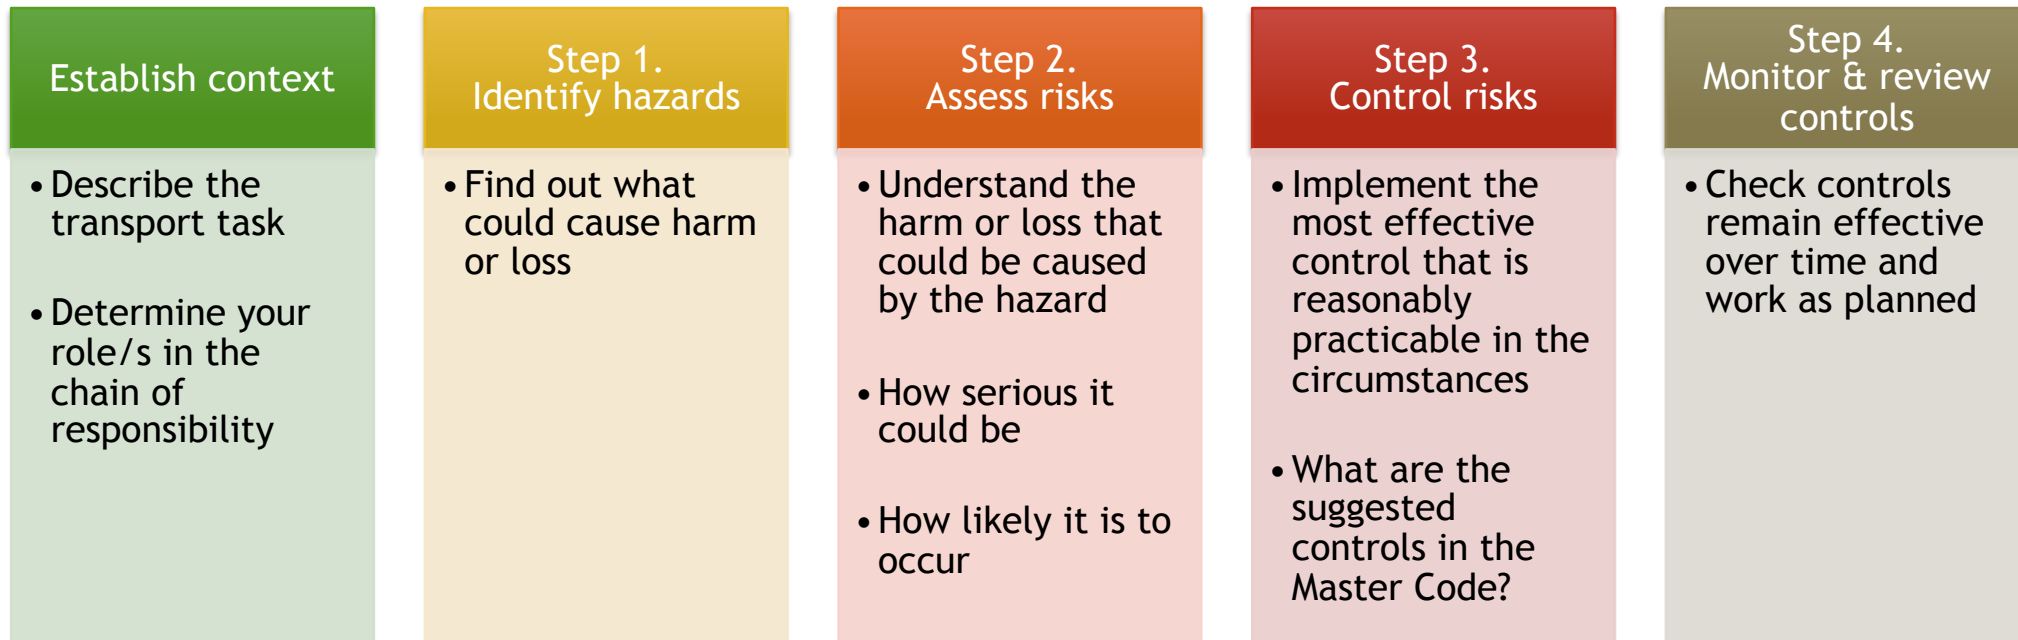 Establish context
• Describe the
transport task
• Determine your
role/s in the
chain of
responsibility
Step 1.
Identify hazards
• Find out what
could cause harm
or loss
Step 2.
Assess risks
• Understand the
harm or loss that
could be caused
by the hazard
• How serious it
could be
• How likely it is to
occur
Step 3.
Control risks
• Implement the
most effective
control that is
reasonably
practicable in the
circumstances
• What are the
suggested
controls in the
Master Code?
Step 4.
Monitor & review
controls
• Check controls
remain effective
over time and
work as planned